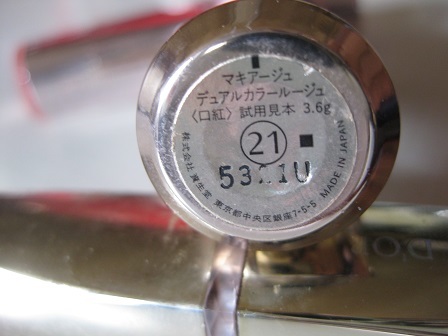 マキアージュ
デュアルカラールージュ
〈口紅〉試用見本 3.6g
21
株式会社 資生堂 東京都中央区銀座7-5-5 MADE IN JAPAN